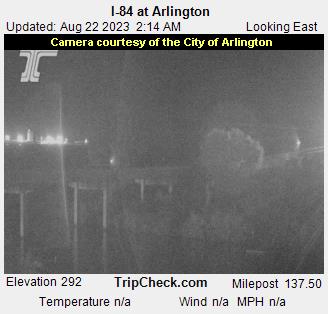 I-84 at Arlington
Updated: Aug 22 2023 2:14 AM Looking East
Camera courtesy of the City of Arlington
Elevation 292 TripCheck.com Milepost 137.50
Temperature n/a Wind n/a MPH n/a